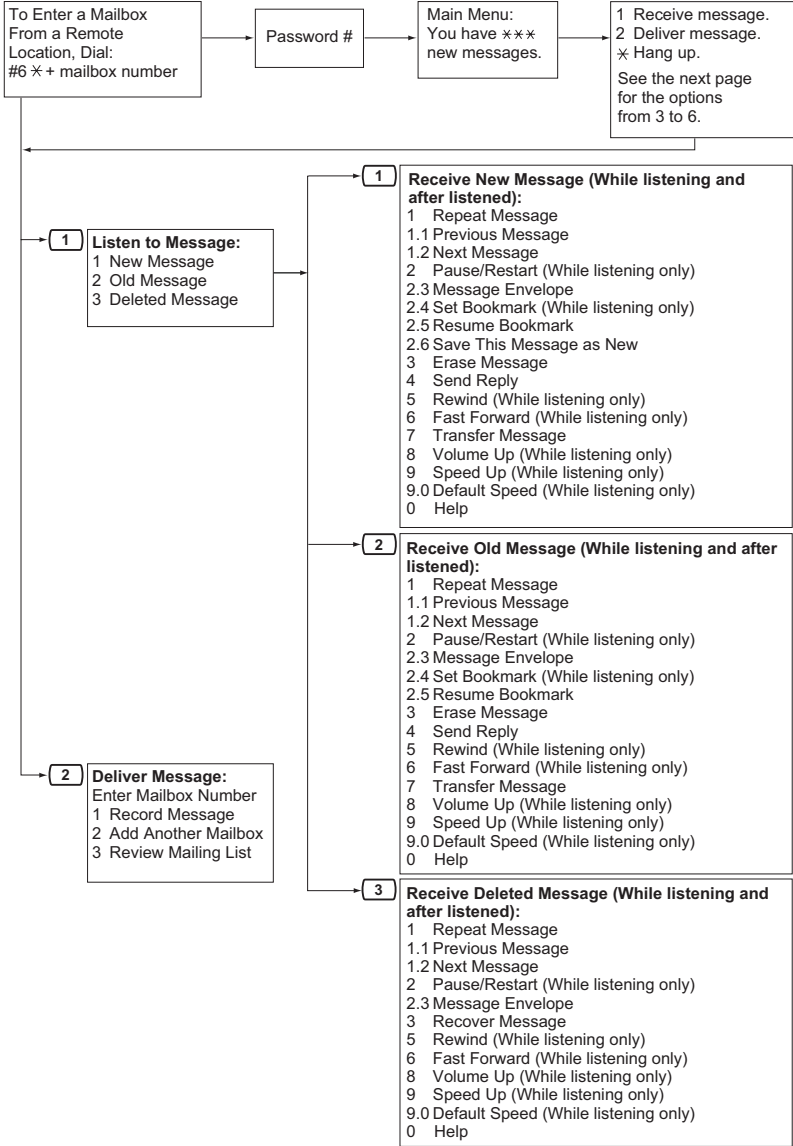 To Enter a Mailbox
From a Remote
Location, Dial:
#6 ✳ + mailbox number
Password #
Main Menu:
You have ✳✳✳
new messages.
1 Receive message.
2 Deliver message.
✳ Hang up.
See the next page
for the options
from 3 to 6.
1
Listen to Message:
1 New Message
2 Old Message
3 Deleted Message
1
Receive New Message (While listening and
after listened):
1 Repeat Message
1.1 Previous Message
1.2 Next Message
2 Pause/Restart (While listening only)
2.3 Message Envelope
2.4 Set Bookmark (While listening only)
2.5 Resume Bookmark
2.6 Save This Message as New
3 Erase Message
4 Send Reply
5 Rewind (While listening only)
6 Fast Forward (While listening only)
7 Transfer Message
8 Volume Up (While listening only)
9 Speed Up (While listening only)
9.0 Default Speed (While listening only)
0 Help
2
Receive Old Message (While listening and after
listened):
1 Repeat Message
1.1 Previous Message
1.2 Next Message
2 Pause/Restart (While listening only)
2.3 Message Envelope
2.4 Set Bookmark (While listening only)
2.5 Resume Bookmark
3 Erase Message
4 Send Reply
5 Rewind (While listening only)
6 Fast Forward (While listening only)
7 Transfer Message
8 Volume Up (While listening only)
9 Speed Up (While listening only)
9.0 Default Speed (While listening only)
0 Help
2
Deliver Message:
Enter Mailbox Number
1 Record Message
2 Add Another Mailbox
3 Review Mailing List
3
Receive Deleted Message (While listening and
after listened):
1 Repeat Message
1.1 Previous Message
1.2 Next Message
2 Pause/Restart (While listening only)
2.3 Message Envelope
3 Recover Message
5 Rewind (While listening only)
6 Fast Forward (While listening only)
8 Volume Up (While listening only)
9 Speed Up (While listening only)
9.0 Default Speed (While listening only)
0 Help